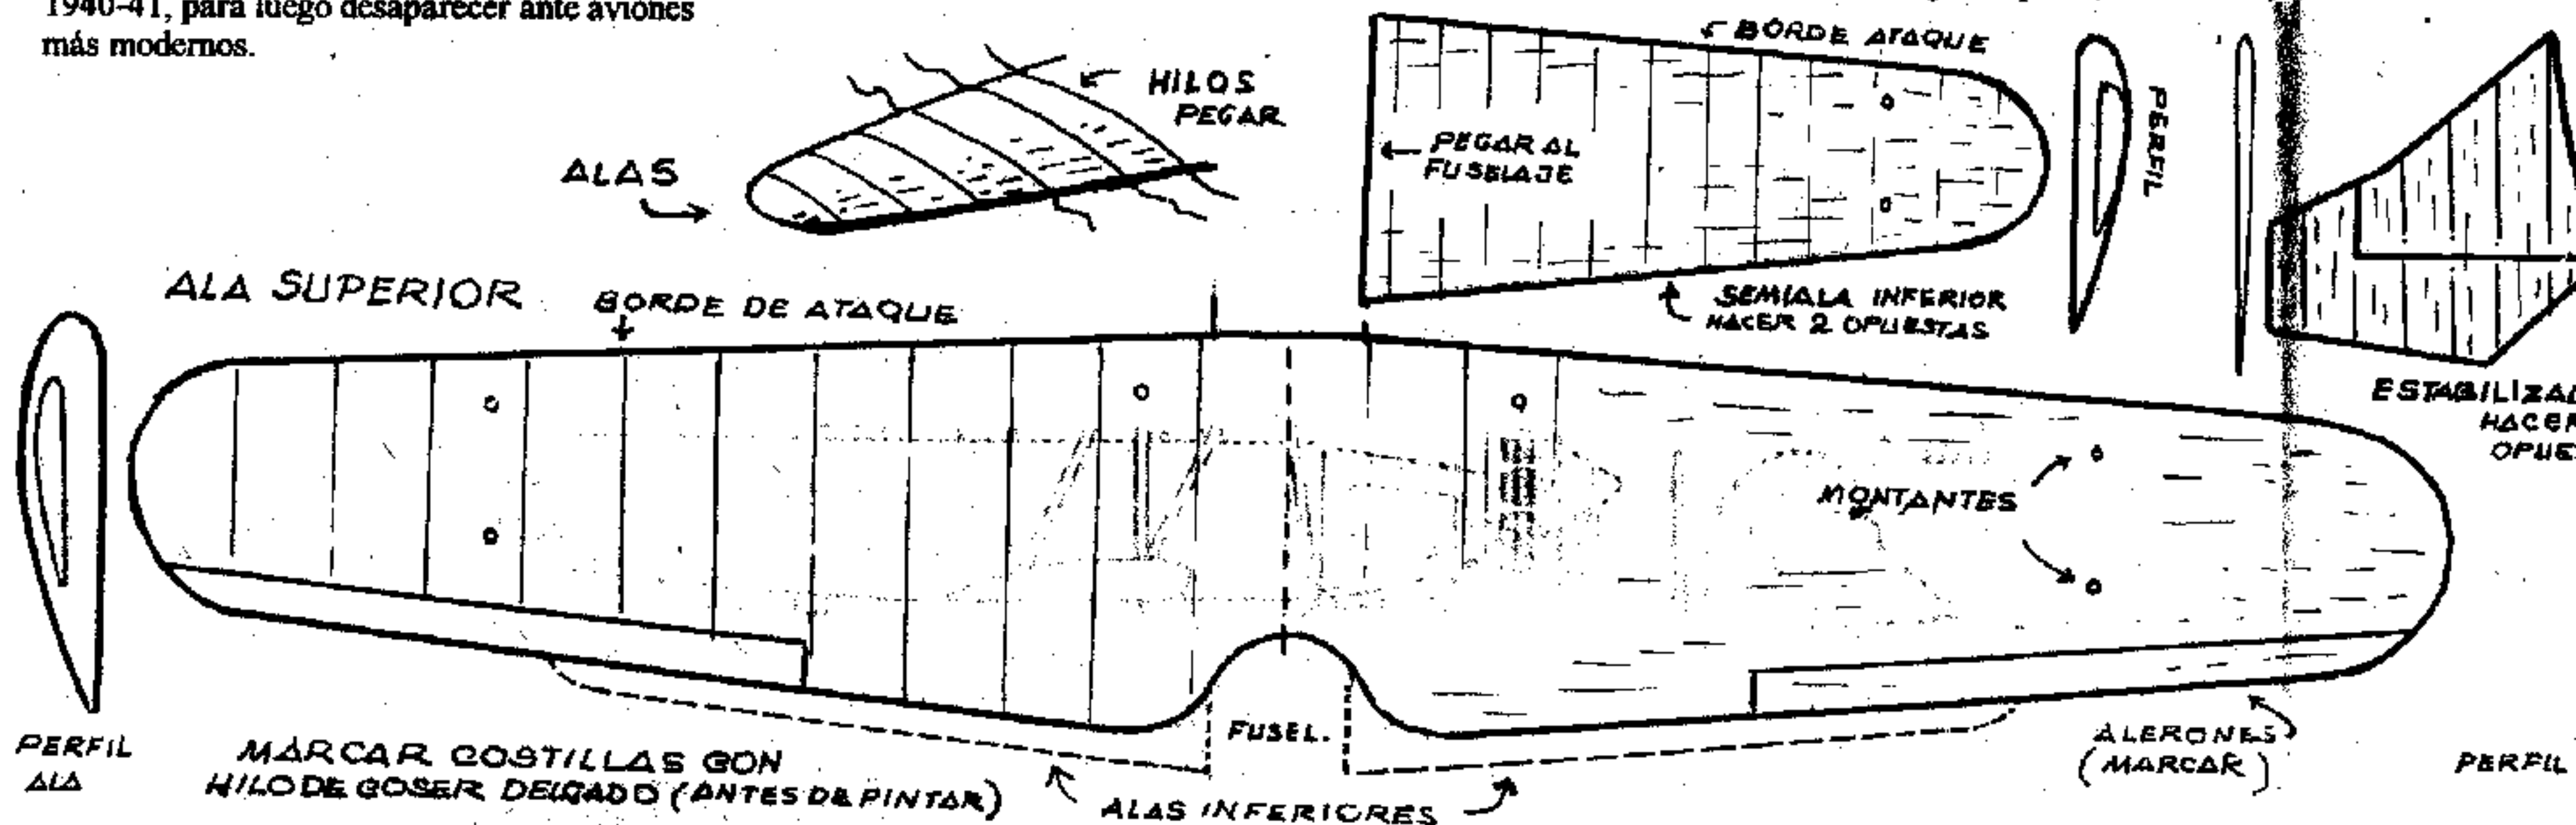 1940-41, para luego desaparecer ante aviones
más modernos.
HILOS
PEGAR
ALAS
BORDE ATAQUE
PEGAR AL
FUSELAJE
PERFIL
SEMIALA INFERIOR
HACER 2 OPUESTAS
ALA SUPERIOR
BORDE DE ATAQUE
MONTANTES
HACER
FUSEL.
PERFIL
ALA
MARCAR COSTILLAS CON
HILO DE COSER DELGADO (ANTES DE PINTAR)
ALAS INFERIORES
ALERONES
(MARCAR)
PERFIL